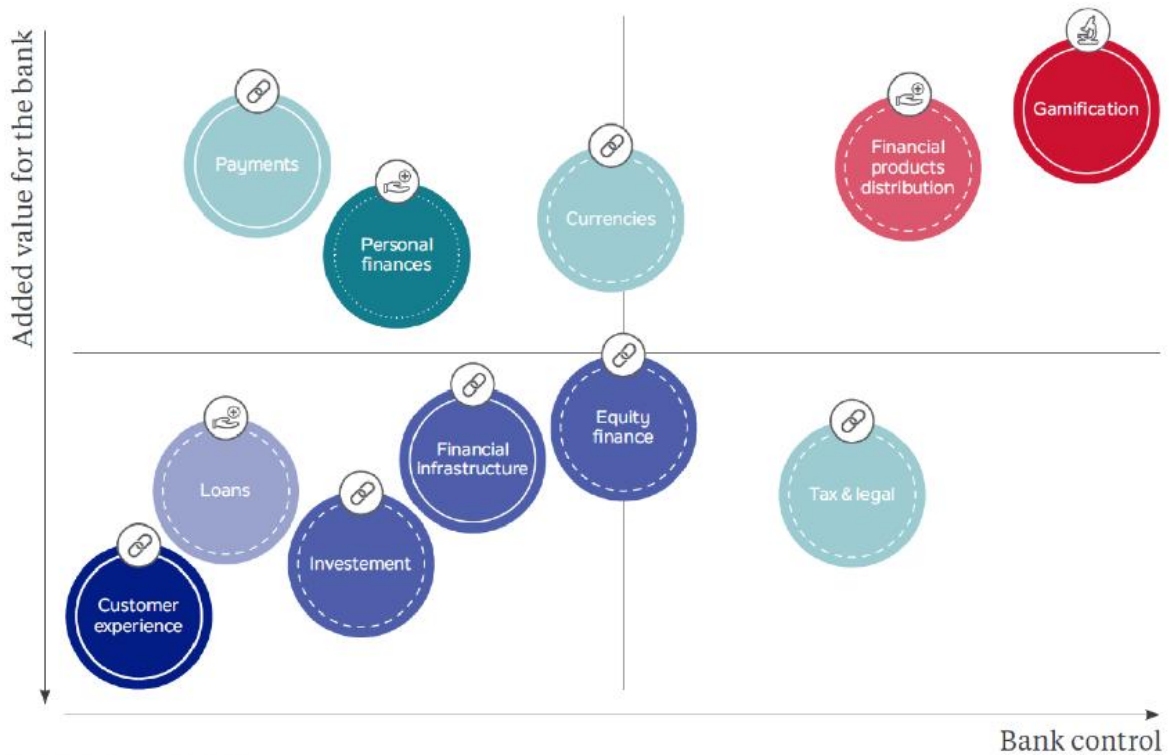 Added value for the bank
Payments
Personal
finances
Currencies
Financial
products
distribution
Gamification
Loans
Financial
infrastructure
Equity
finance
Tax & legal
Investement
Customer
experience
Bank control